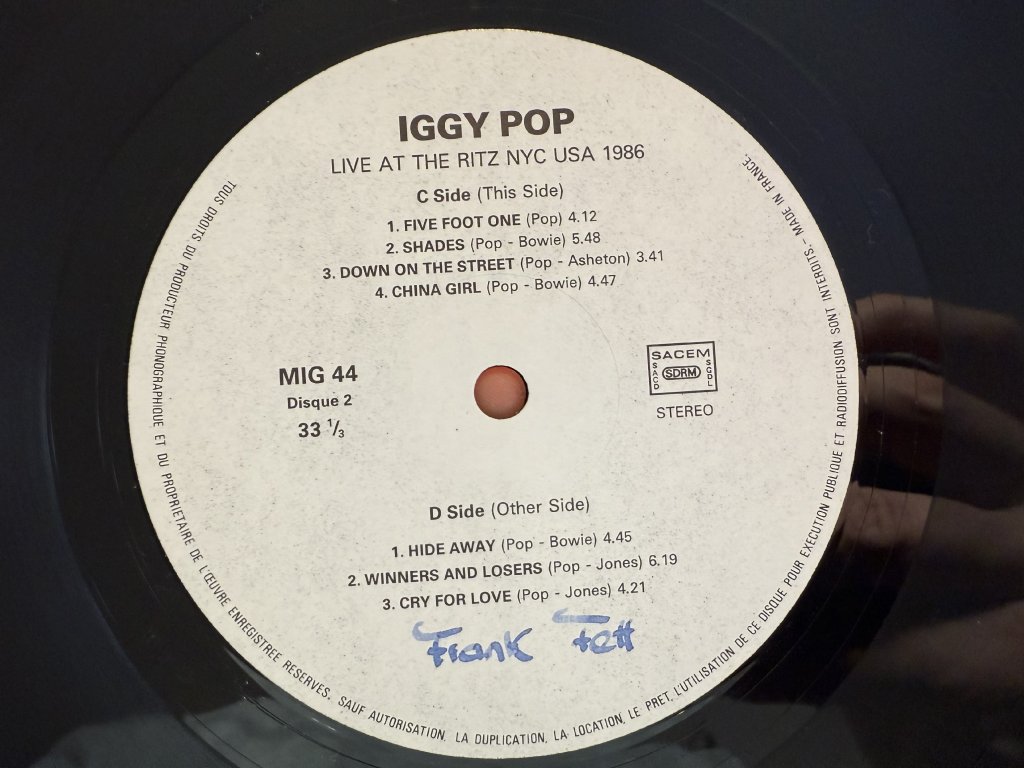 IGGY POP
LIVE AT THE RITZ NYC USA 1986
C Side (This Side)
1. FIVE FOOT ONE (Pop) 4.12
2. SHADES (Pop - Bowie) 5.48
3. DOWN ON THE STREET (Pop - Asheton) 3.41
4. CHINA GIRL (Pop - Bowie) 4.47
MIG 44
Disque 2
33 1/3
SACEM
SACD
SDRM
SGDL
STEREO
D Side (Other Side)
1. HIDE AWAY (Pop - Bowie) 4.45
2. WINNERS AND LOSERS (Pop - Jones) 6.19
3. CRY FOR LOVE (Pop - Jones) 4.21
Frank Fett
TOUS DROITS DU PRODUCTEUR PHONOGRAPHIQUE ET DU PROPRIETAIRE DE L'ŒUVRE ENREGISTREE RESERVES. SAUF AUTORISATION, LA DUPLICATION, LA LOCATION, LE PRET, L'UTILISATION DE CE DISQUE POUR EXECUTION PUBLIQUE ET RADIODIFFUSION SONT INTERDITS. - MADE IN FRANCE.